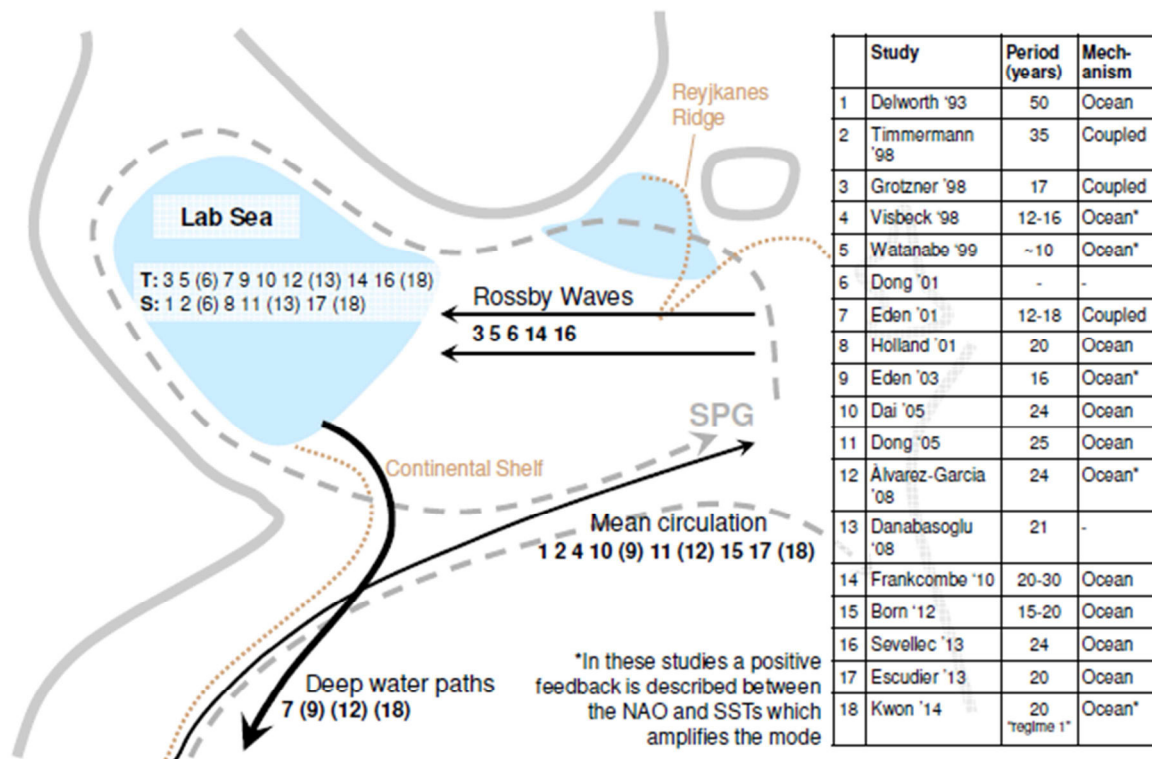 Reyjkanes
Ridge
Lab Sea
T: 3 5 (6) 7 9 10 12 (13) 14 16 (18)
S: 1 2 (6) 8 11 (13) 17 (18)
Rossby Waves
3 5 6 14 16
SPG
Continental Shelf
Mean circulation
1 2 4 10 (9) 11 (12) 15 17 (18)
Deep water paths
7 (9) (12) (18)
*In these studies a positive
feedback is described between
the NAO and SSTs which
amplifies the mode
Study Period (years) Mech-anism
1 Delworth '93 50 Ocean
2 Timmermann '98 35 Coupled
3 Grotzner '98 17 Coupled
4 Visbeck '98 12-16 Ocean*
5 Watanabe '99 ~10 Ocean*
6 Dong '01 - -
7 Eden '01 12-18 Coupled
8 Holland '01 20 Ocean
9 Eden '03 16 Ocean*
10 Dai '05 24 Ocean
11 Dong '05 25 Ocean
12 Àlvarez-Garcia '08 24 Ocean*
13 Danabasoglu '08 21 -
14 Frankcombe '10 20-30 Ocean
15 Born '12 15-20 Ocean
16 Sevellec '13 24 Ocean
17 Escudier '13 20 Ocean
18 Kwon '14 20 "regime 1" Ocean*